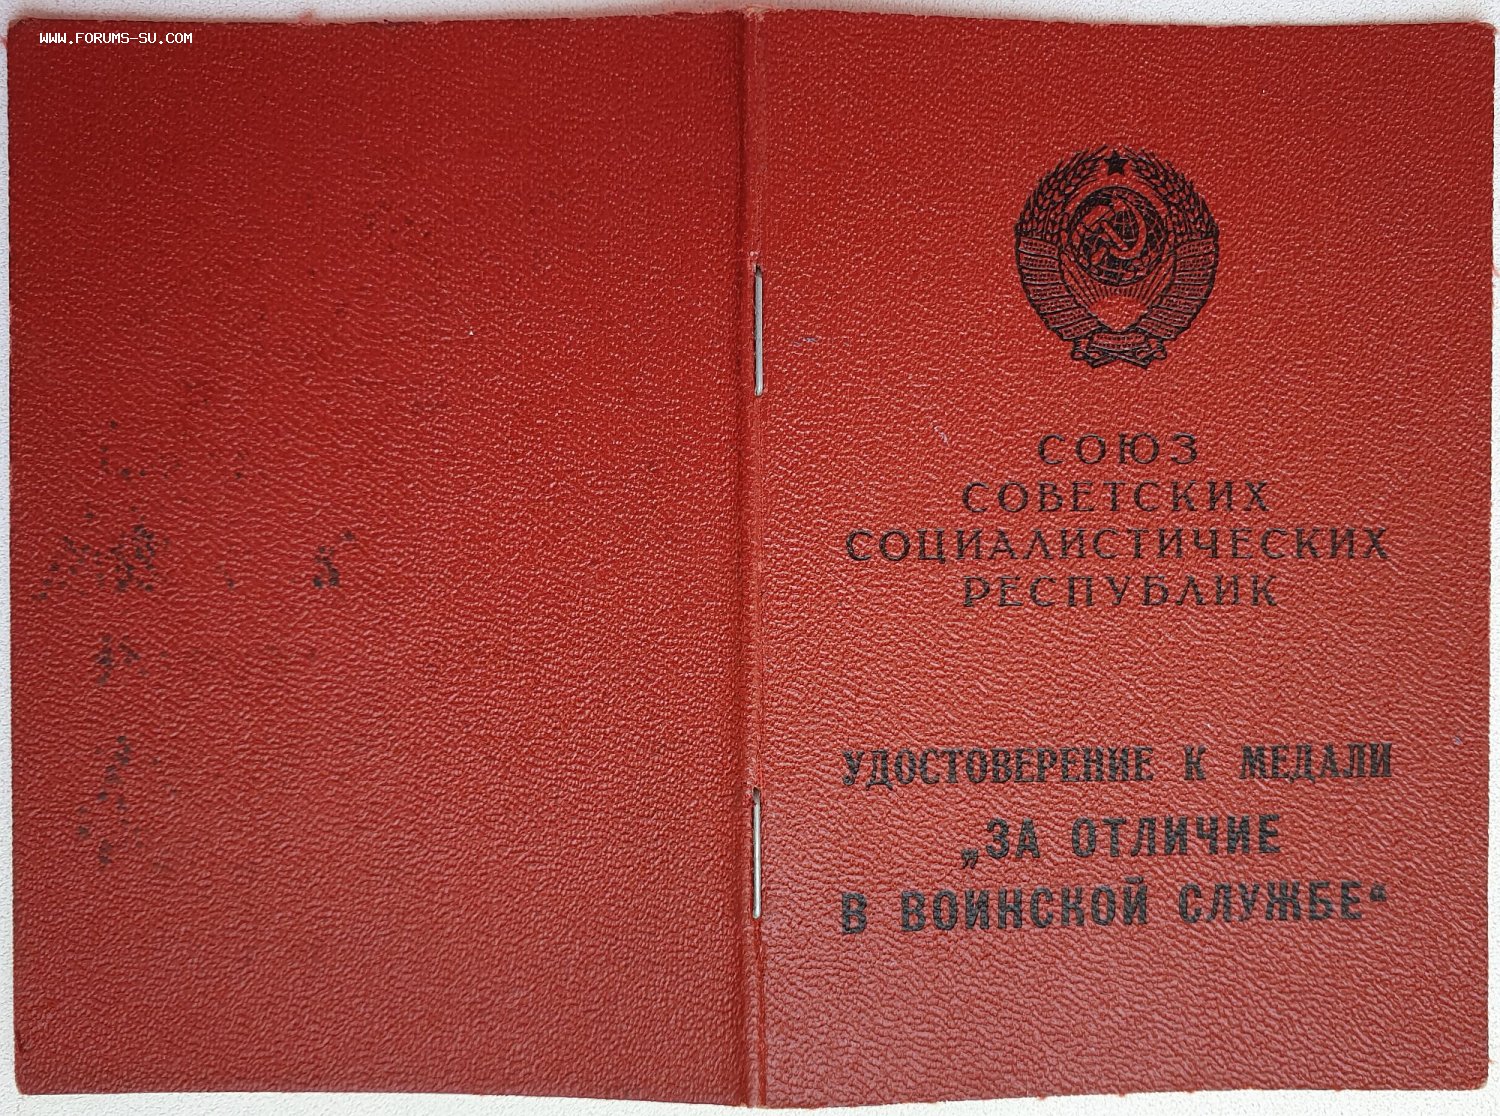 WWW.FORUMS-SU.COM
СОЮЗ
СОВЕТСКИХ
СОЦИАЛИСТИЧЕСКИХ
РЕСПУБЛИК
УДОСТОВЕРЕНИЕ К МЕДАЛИ
„ЗА ОТЛИЧИЕ
В ВОИНСКОЙ СЛУЖБЕ“